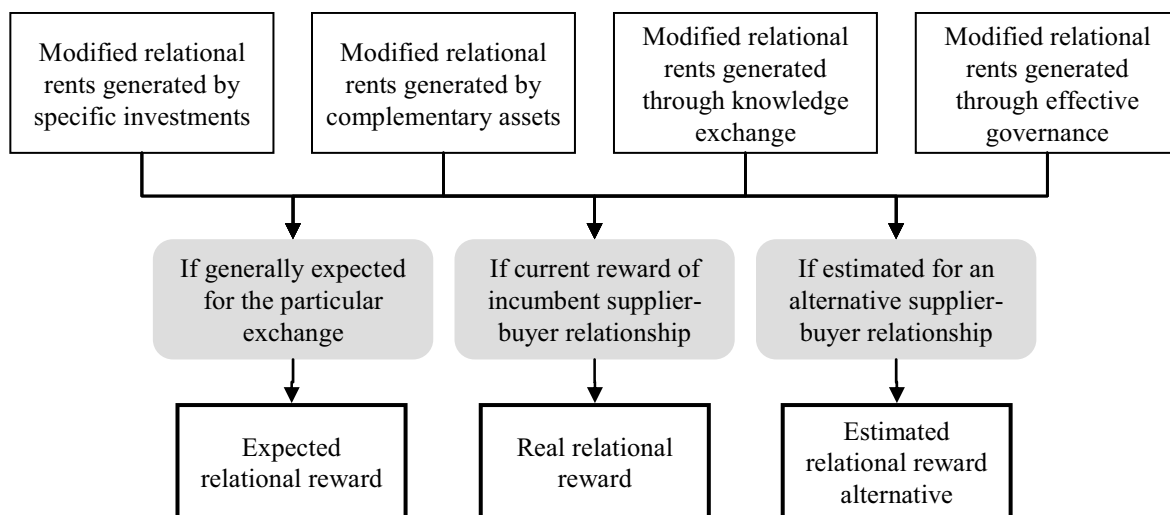 Modified relational
rents generated by
specific investments
Modified relational
rents generated by
complementary assets
Modified relational
rents generated
through knowledge
exchange
Modified relational
rents generated
through effective
governance
If generally expected
for the particular
exchange
If current reward of
incumbent supplier-
buyer relationship
If estimated for an
alternative supplier-
buyer relationship
Expected
relational reward
Real relational
reward
Estimated
relational reward
alternative